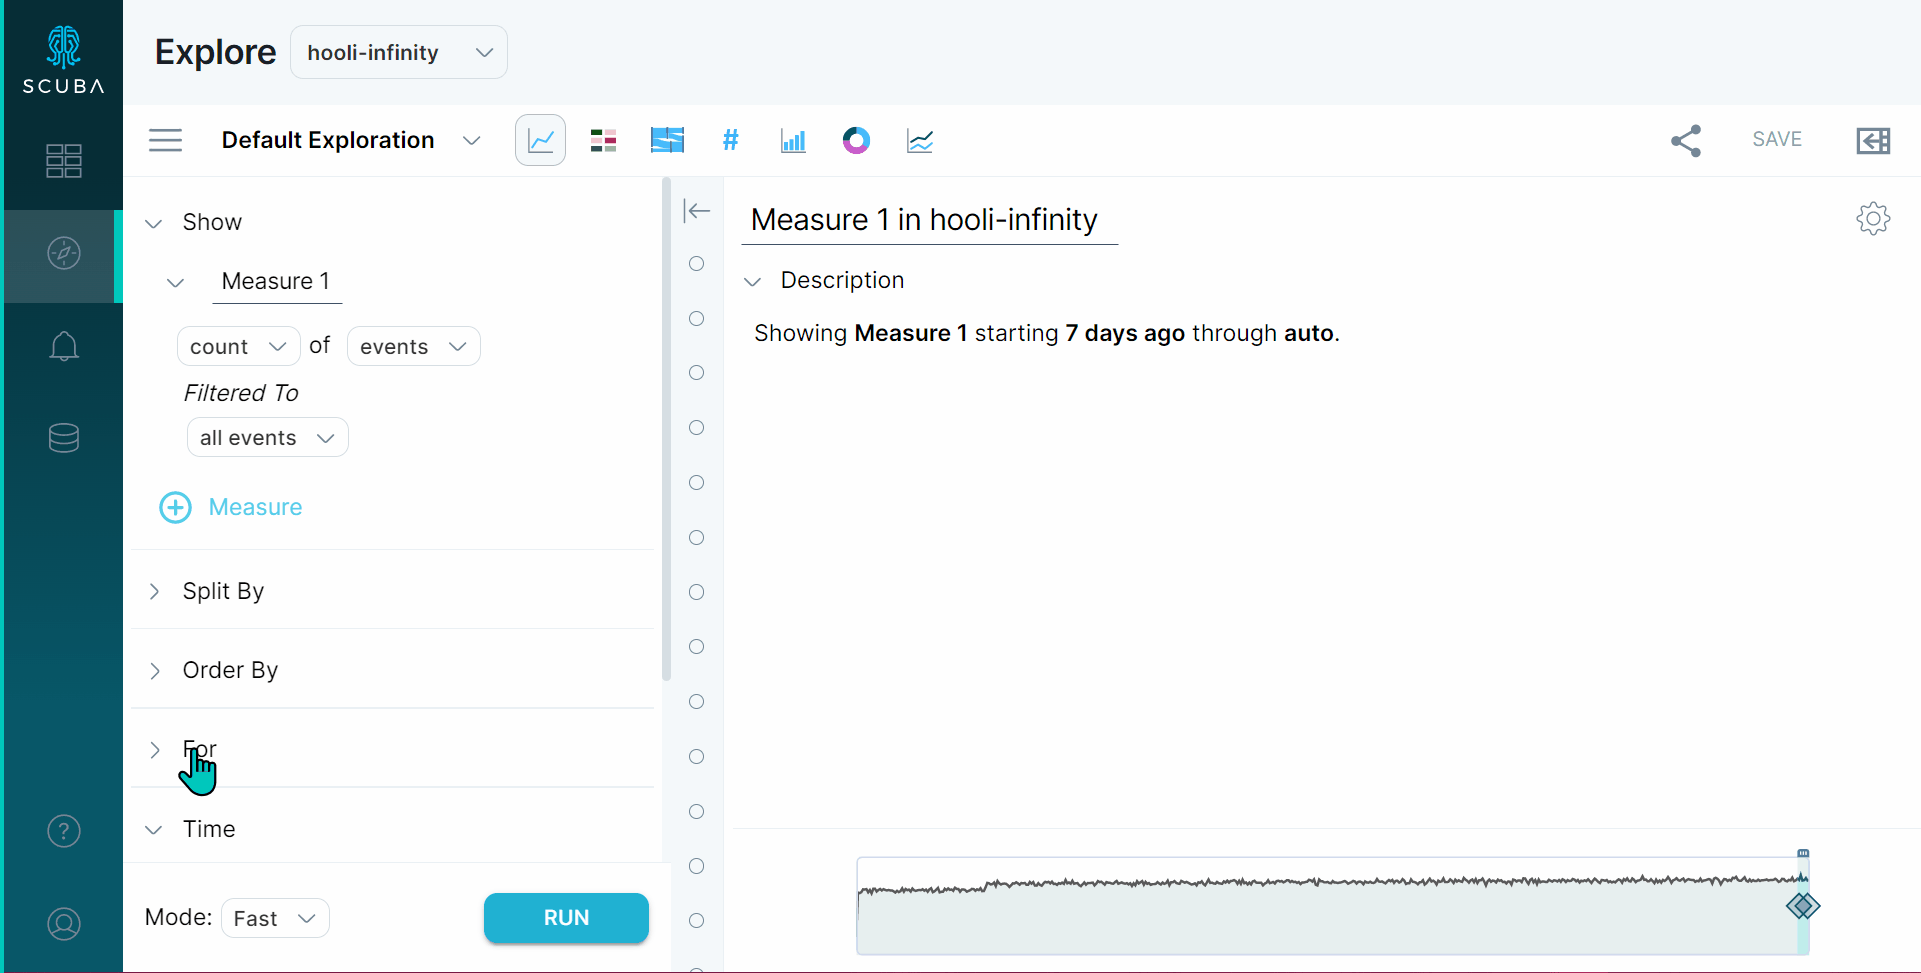 SCUBA
Explore
hooli-infinity
Default Exploration
#
SAVE
Show
Measure 1
count of events
Filtered To
all events
Measure
Split By
Order By
For
Time
Mode: Fast
RUN
Measure 1 in hooli-infinity
Description
Showing Measure 1 starting 7 days ago through auto.
?